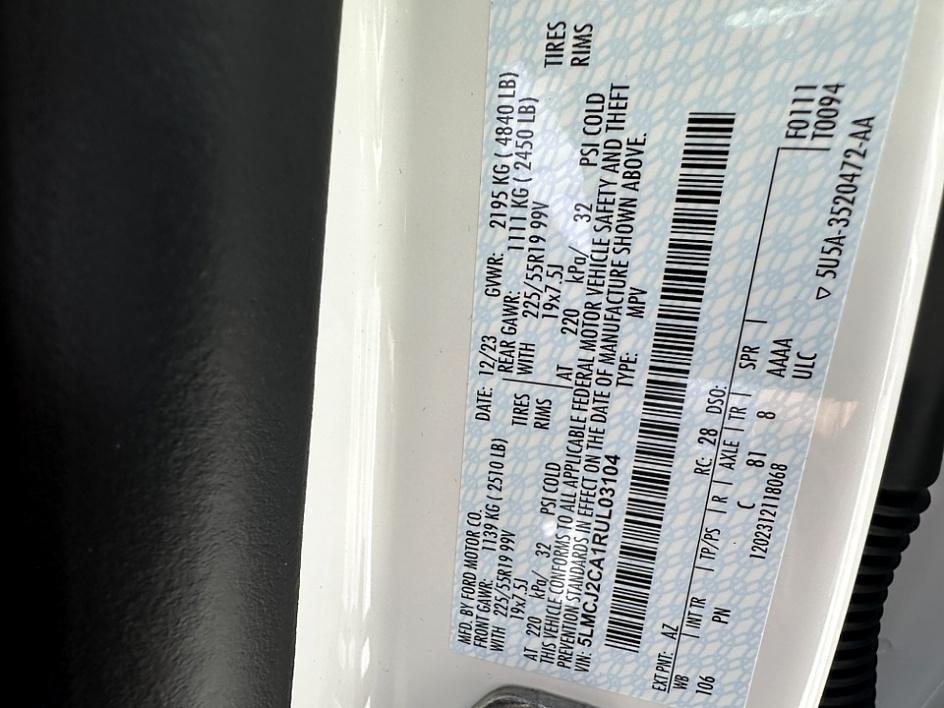 MFD. BY FORD MOTOR CO. DATE: 12/23 GVWR: 2195 KG ( 4840 LB)
FRONT GAWR: 1139 KG ( 2510 LB) REAR GAWR: 1111 KG ( 2450 LB)
WITH 225/55R19 99V TIRES WITH 225/55R19 99V TIRES
19x7.5J RIMS 19x7.5J RIMS
AT 220 kPa/ 32 PSI COLD AT 220 kPa/ 32 PSI COLD
THIS VEHICLE CONFORMS TO ALL APPLICABLE FEDERAL MOTOR VEHICLE SAFETY AND THEFT
PREVENTION STANDARDS IN EFFECT ON THE DATE OF MANUFACTURE SHOWN ABOVE.
VIN: 5LMCJ2CA1RUL03104 TYPE: MPV
EXT PNT: AZ RC: 28 DSO:
WB INT TR TP/PS R AXLE TR SPR F0111
106 PN C 81 8 AAAA T0094
ULC
1202312118068 ▽ 5U5A-3520472-AA